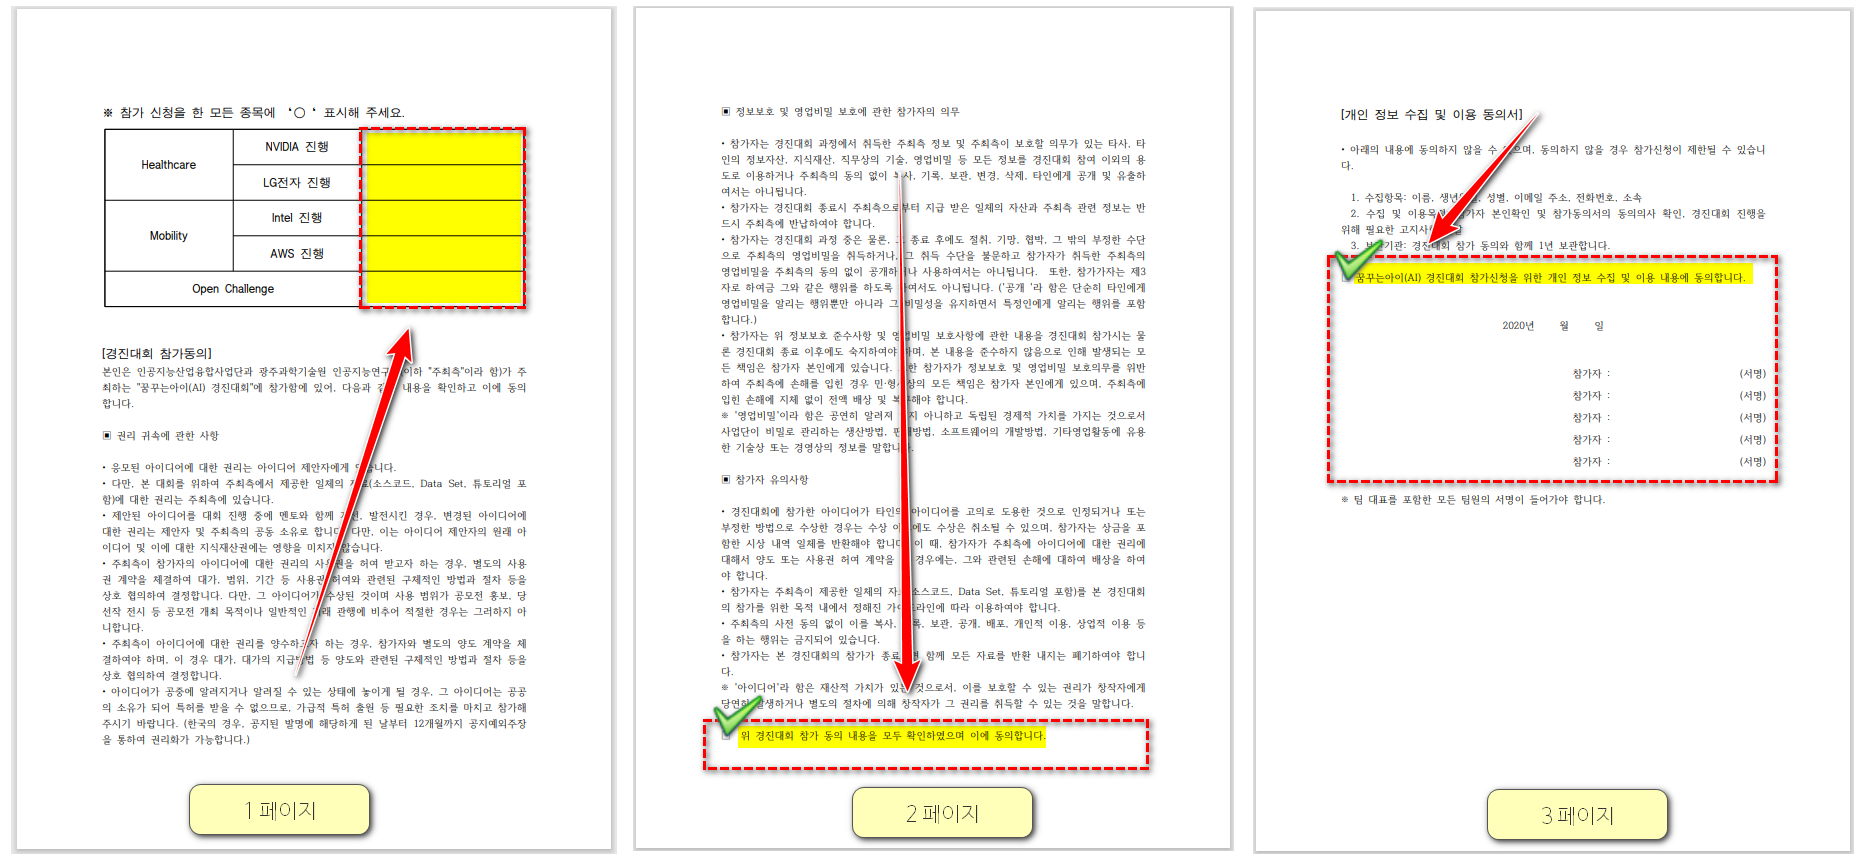 ※ 참가 신청을 한 모든 종목에 '○ ' 표시해 주세요.
Healthcare
NVIDIA 진행
LG전자 진행
Mobility
Intel 진행
AWS 진행
Open Challenge
[경진대회 참가동의]
본인은 인공지능산업융합사업단과 광주과학기술원 인공지능연구 이하 "주최측"이라 함)가 주
최하는 "꿈꾸는아이(AI) 경진대회"에 참가함에 있어, 다음과 내용을 확인하고 이에 동의
합니다.
▣ 권리 귀속에 관한 사항
• 응모된 아이디어에 대한 권리는 아이디어 제안자에게 습니다.
• 다만, 본 대회를 위하여 주최측에서 제공한 일체의 (소스코드, Data Set, 튜토리얼 포
함)에 대한 권리는 주최측에 있습니다.
• 제안된 아이디어를 대회 진행 중에 멘토와 함께 발전시킨 경우, 변경된 아이디어에
대한 권리는 제안자 및 주최측의 공동 소유로 합니다 다만, 이는 아이디어 제안자의 원래 아
이디어 및 이에 대한 지식재산권에는 영향을 미치지 않습니다.
• 주최측이 참가자의 아이디어에 대한 권리의 사용권을 허여 받고자 하는 경우, 별도의 사용
권 계약을 체결하여 대가, 범위, 기간 등 사용권 허여와 관련된 구체적인 방법과 절차 등을
상호 협의하여 결정합니다. 다만, 그 아이디어가 수상된 것이며 사용 범위가 공모전 홍보, 당
선작 전시 등 공모전 개최 목적이나 일반적인 래 관행에 비추어 적절한 경우는 그러하지 아
니합니다.
• 주최측이 아이디어에 대한 권리를 양수하고자 하는 경우, 참가자와 별도의 양도 계약을 체
결하여야 하며, 이 경우 대가, 대가의 지급방법 등 양도와 관련된 구체적인 방법과 절차 등을
상호 협의하여 결정합니다.
• 아이디어가 공중에 알려지거나 알려질 수 있는 상태에 놓이게 될 경우, 그 아이디어는 공공
의 소유가 되어 특허를 받을 수 없으므로, 가급적 특허 출원 등 필요한 조치를 마치고 참가해
주시기 바랍니다. (한국의 경우, 공지된 발명에 해당하게 된 날부터 12개월까지 공지예외주장
을 통하여 권리화가 가능합니다.)
1 페이지
▣ 정보보호 및 영업비밀 보호에 관한 참가자의 의무
• 참가자는 경진대회 과정에서 취득한 주최측 정보 및 주최측이 보호할 의무가 있는 타사, 타
인의 정보자산, 지식재산, 직무상의 기술, 영업비밀 등 모든 정보를 경진대회 참여 이외의 용
도로 이용하거나 주최측의 동의 없이 복사, 기록, 보관, 변경, 삭제, 타인에게 공개 및 유출하
여서는 아니됩니다.
• 참가자는 경진대회 종료시 주최측으로부터 지급 받은 일체의 자산과 주최측 관련 정보는 반
드시 주최측에 반납하여야 합니다.
• 참가자는 경진대회 과정 중은 물론, 그 종료 후에도 절취, 기망, 협박, 그 밖의 부정한 수단
으로 주최측의 영업비밀을 취득하거나, 그 취득 수단을 불문하고 참가자가 취득한 주최측의
영업비밀을 주최측의 동의 없이 공개하거나 사용하여서는 아니됩니다. 또한, 참가가자는 제3
자로 하여금 그와 같은 행위를 하도록 하여서도 아니됩니다. ('공개 '라 함은 단순히 타인에게
영업비밀을 알리는 행위뿐만 아니라 그 비밀성을 유지하면서 특정인에게 알리는 행위를 포함
합니다.)
• 참가자는 위 정보보호 준수사항 및 영업비밀 보호사항에 관한 내용을 경진대회 참가시는 물
론 경진대회 종료 이후에도 숙지하여야 하며, 본 내용을 준수하지 않음으로 인해 발생되는 모
든 책임은 참가자 본인에게 있습니다. 또한 참가자가 정보보호 및 영업비밀 보호의무를 위반
하여 주최측에 손해를 입힌 경우 민·형사상의 모든 책임은 참가자 본인에게 있으며, 주최측에
입힌 손해에 지체 없이 전액 배상 및 복구해야 합니다.
※ '영업비밀'이라 함은 공연히 알려져 있지 아니하고 독립된 경제적 가치를 가지는 것으로서
사업단이 비밀로 관리하는 생산방법, 판매방법, 소프트웨어의 개발방법, 기타영업활동에 유용
한 기술상 또는 경영상의 정보를 말합니다.
▣ 참가자 유의사항
• 경진대회에 참가한 아이디어가 타인의 아이디어를 고의로 도용한 것으로 인정되거나 또는
부정한 방법으로 수상한 경우는 수상 이후에도 수상은 취소될 수 있으며, 참가자는 상금을 포
함한 시상 내역 일체를 반환해야 합니다. 이 때, 참가자가 주최측에 아이디어에 대한 권리에
대해서 양도 또는 사용권 허여 계약을 경우에는, 그와 관련된 손해에 대하여 배상을 하여
야 합니다.
• 참가자는 주최측이 제공한 일체의 자료(소스코드, Data Set, 튜토리얼 포함)를 본 경진대회
의 참가를 위한 목적 내에서 정해진 가이드라인에 따라 이용하여야 합니다.
• 주최측의 사전 동의 없이 이를 복사, 기록, 보관, 공개, 배포, 개인적 이용, 상업적 이용 등
을 하는 행위는 금지되어 있습니다.
• 참가자는 본 경진대회의 참가가 종료되면 함께 모든 자료를 반환 내지는 폐기하여야 합니
다.
※ '아이디어'라 함은 재산적 가치가 있는 것으로서, 이를 보호할 수 있는 권리가 창작자에게
당연히 발생하거나 별도의 절차에 의해 창작자가 그 권리를 취득할 수 있는 것을 말합니다.
위 경진대회 참가 동의 내용을 모두 확인하였으며 이에 동의합니다.
2 페이지
[개인 정보 수집 및 이용 동의서]
• 아래의 내용에 동의하지 않을 수 있으며, 동의하지 않을 경우 참가신청이 제한될 수 있습니
다.
1. 수집항목: 이름, 생년월일, 성별, 이메일 주소, 전화번호, 소속
2. 수집 및 이용목적: 참가자 본인확인 및 참가동의서의 동의의사 확인, 경진대회 진행을
위해 필요한 고지사항
3. 보관기관: 경진대회 참가 동의와 함께 1년 보관합니다.
꿈꾸는아이(AI) 경진대회 참가신청을 위한 개인 정보 수집 및 이용 내용에 동의합니다.
2020년 월 일
참가자 : (서명)
참가자 : (서명)
참가자 : (서명)
참가자 : (서명)
참가자 : (서명)
※ 팀 대표를 포함한 모든 팀원의 서명이 들어가야 합니다.
3 페이지